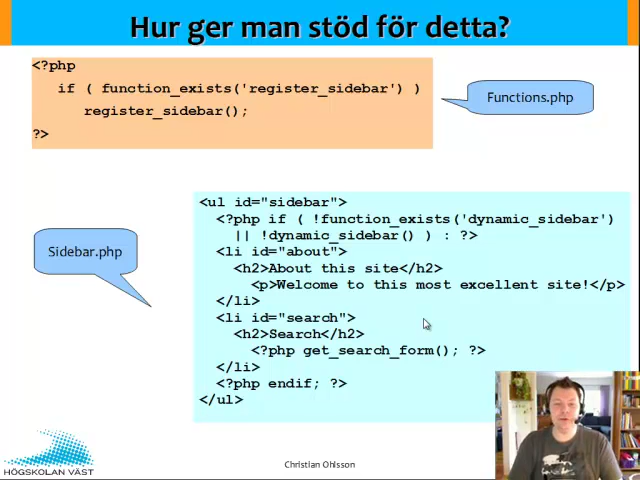 Hur ger man stöd för detta?
<?php
if ( function_exists('register_sidebar') )
register_sidebar();
?>
Functions.php
Sidebar.php
<ul id="sidebar">
<?php if ( !function_exists('dynamic_sidebar')
|| !dynamic_sidebar() ) : ?>
<li id="about">
<h2>About this site</h2>
<p>Welcome to this most excellent site!</p>
</li>
<li id="search">
<h2>Search</h2>
<?php get_search_form(); ?>
</li>
<?php endif; ?>
</ul>
HÖGSKOLAN VÄST
Christian Ohlsson